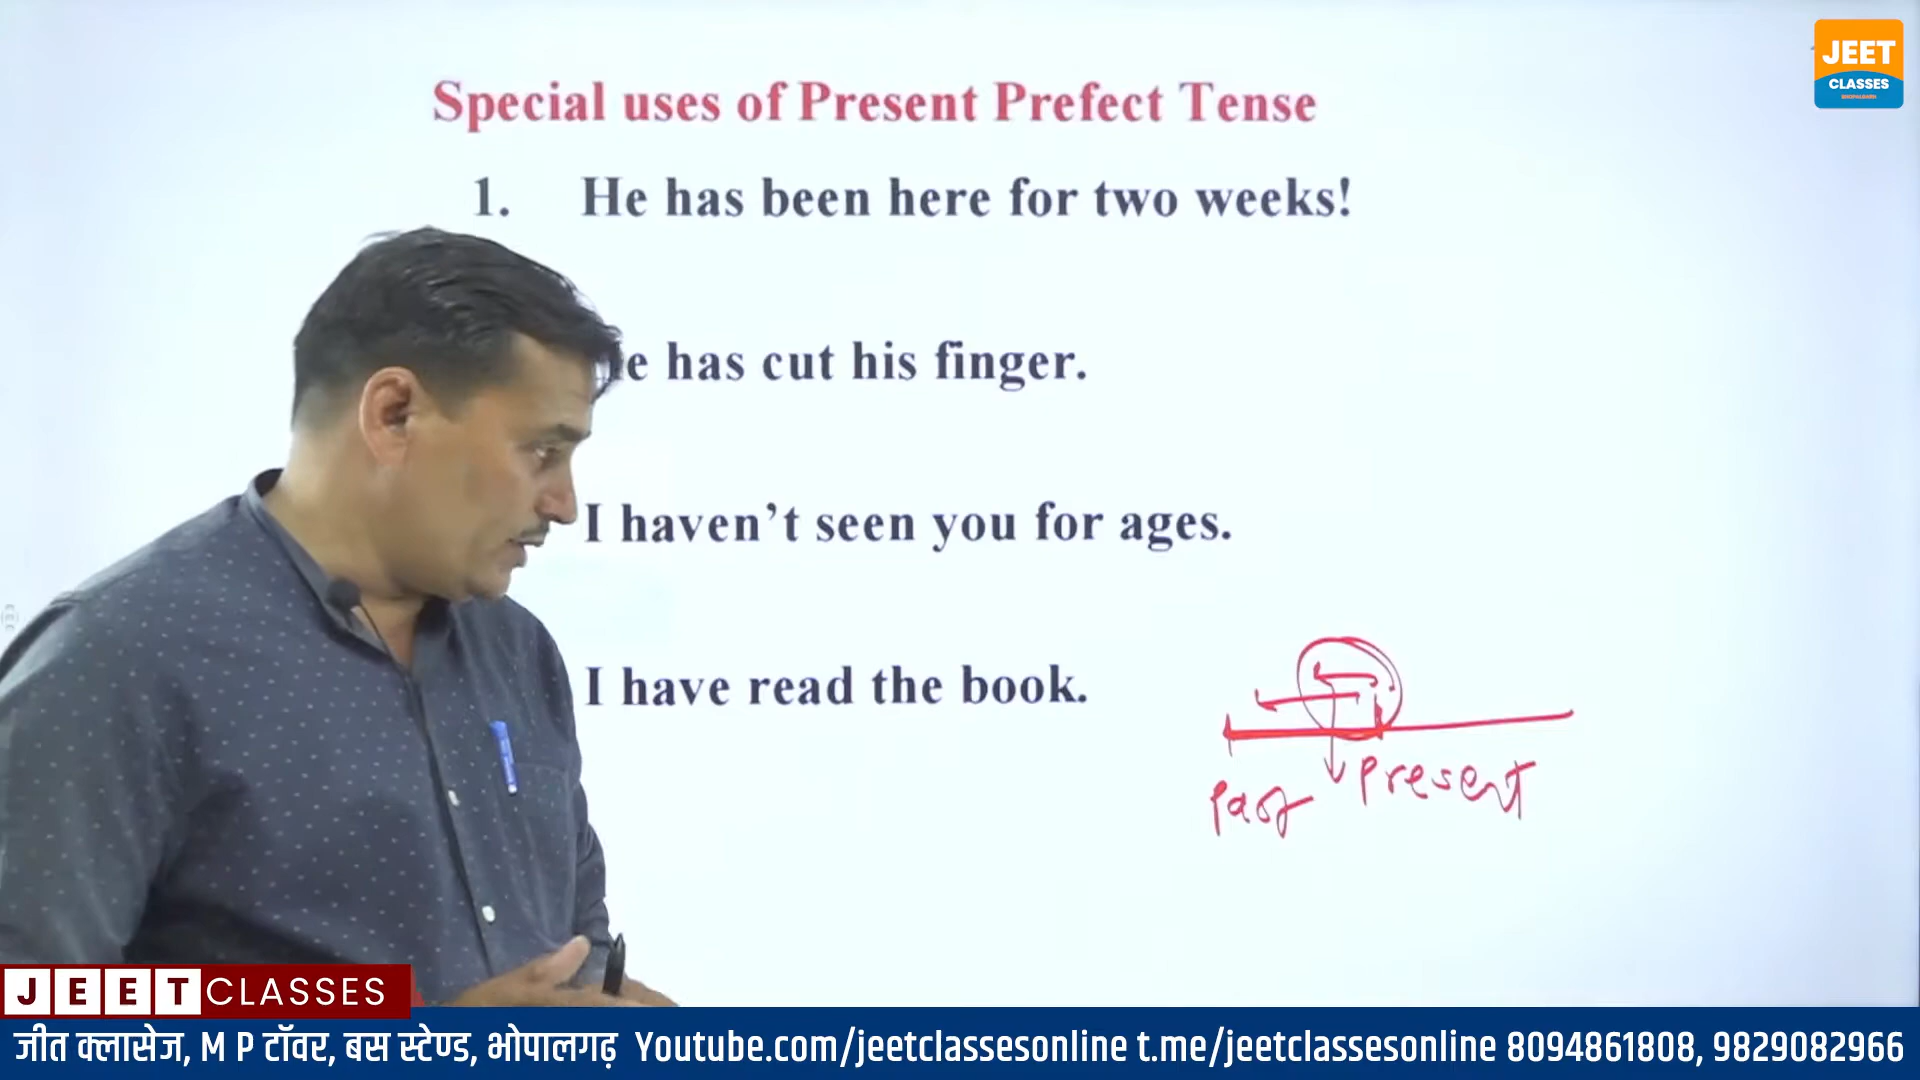 JEET
CLASSES
Special uses of Present Prefect Tense
1. He has been here for two weeks!
e has cut his finger.
I haven’t seen you for ages.
I have read the book.
Past
Present
JEET CLASSES
जीत क्लासेज, M P टॉवर, बस स्टेण्ड, भोपालगढ़ Youtube.com/jeetclassesonline t.me/jeetclassesonline 8094861808, 9829082966